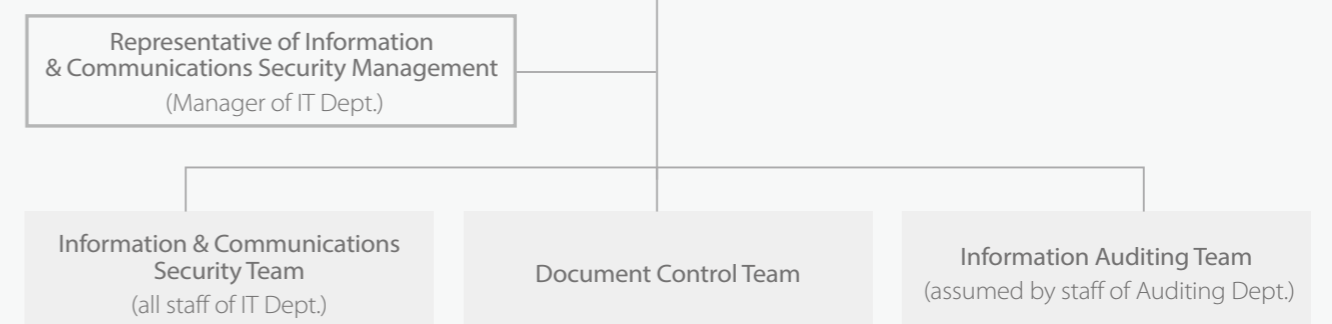 Representative of Information
& Communications Security Management
(Manager of IT Dept.)
Information & Communications
Security Team
(all staff of IT Dept.)
Document Control Team
Information Auditing Team
(assumed by staff of Auditing Dept.)